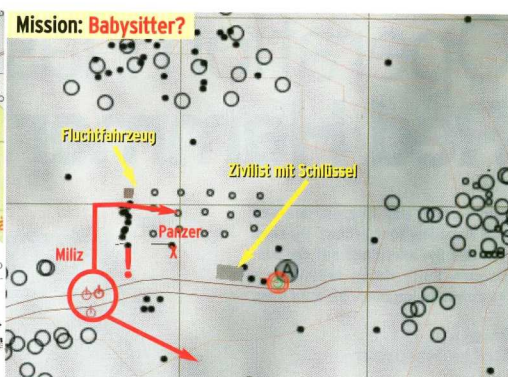 Mission: Babysitter?
Fluchtfahrzeug
Zivilist mit Schlüssel
Panzer
Miliz
X
!
A